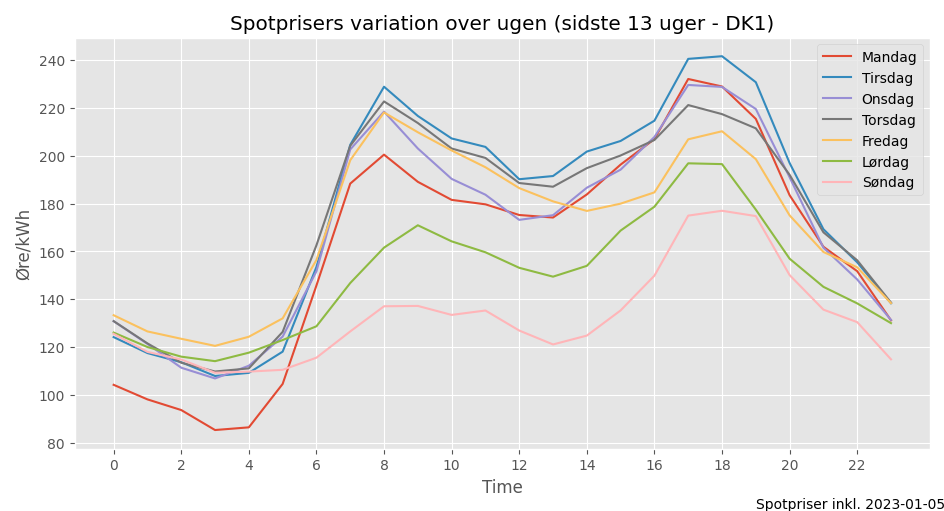 Spotprisers variation over ugen (sidste 13 uger - DK1)
Mandag
Tirsdag
Onsdag
Torsdag
Fredag
Lørdag
Søndag
Øre/kWh
240
220
200
180
160
140
120
100
80
0 2 4 6 8 10 12 14 16 18 20 22
Time
Spotpriser inkl. 2023-01-05